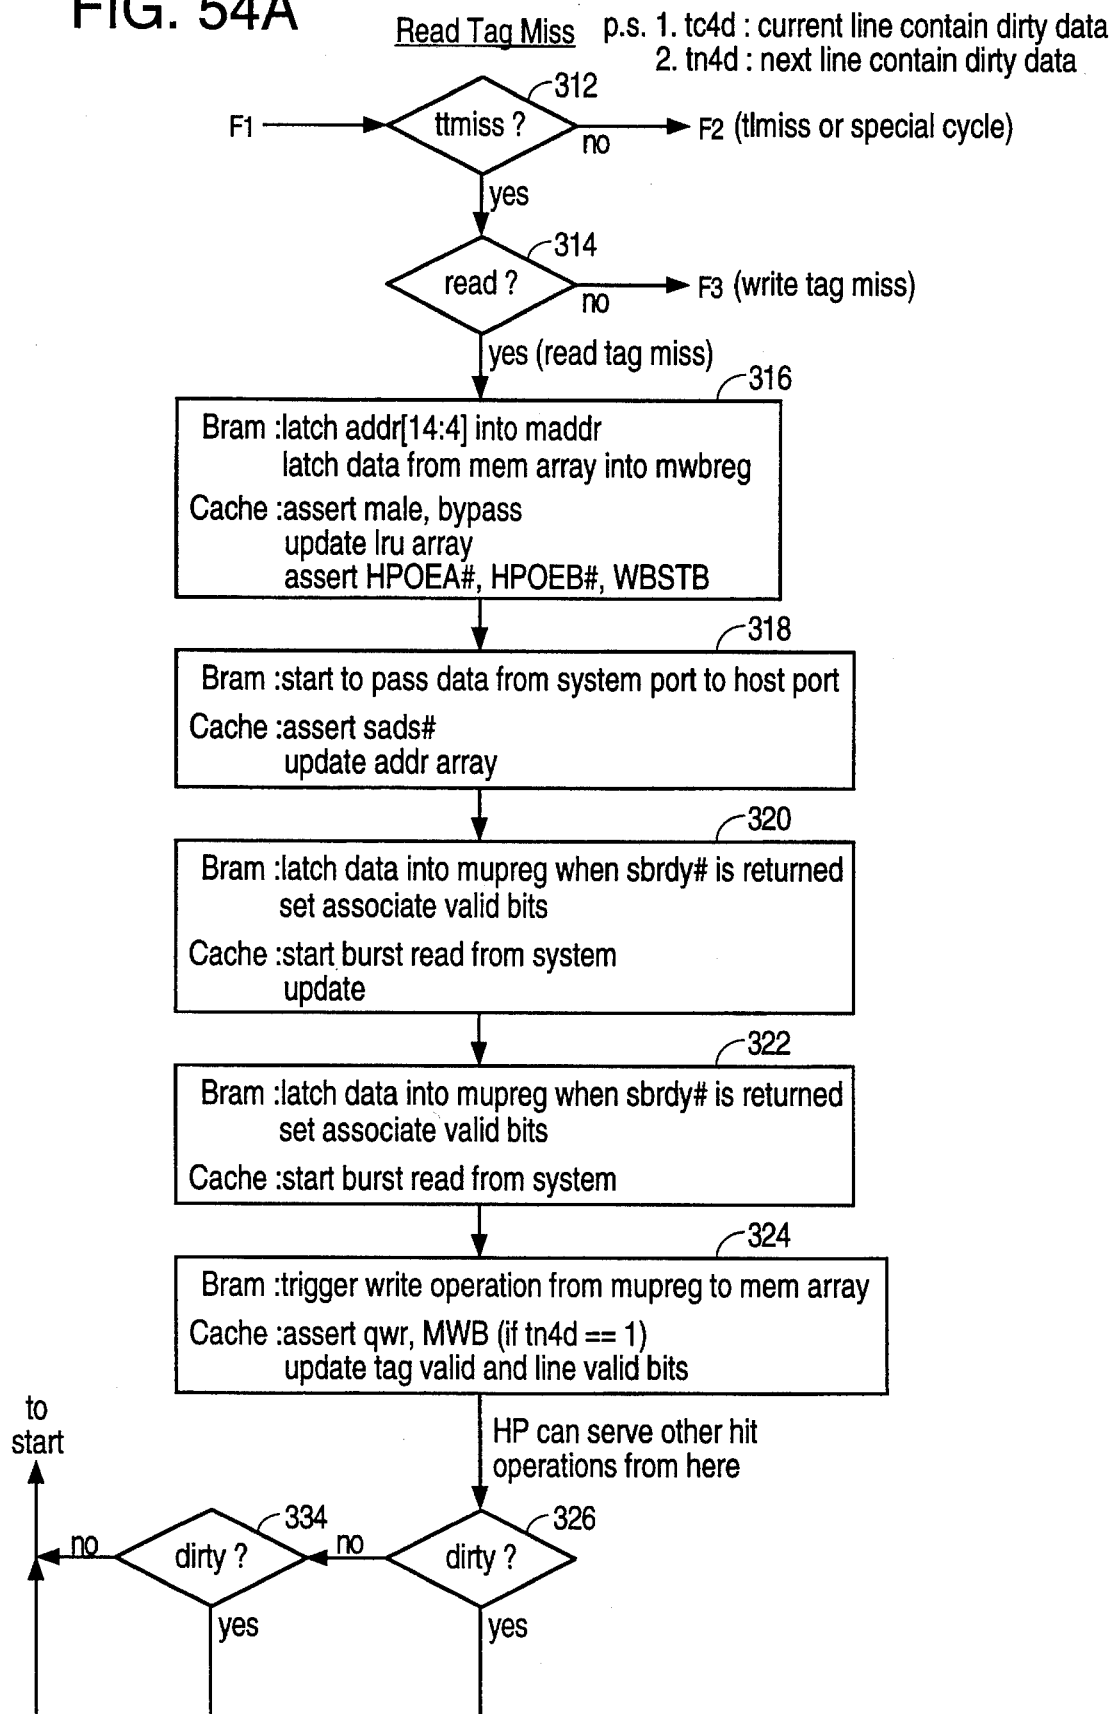 FIG. 54A
Read Tag Miss
p.s. 1. tc4d : current line contain dirty data
2. tn4d : next line contain dirty data
312
F1
ttmiss ?
no
F2 (tlmiss or special cycle)
yes
314
read ?
no
F3 (write tag miss)
yes (read tag miss)
316
Bram :latch addr[14:4] into maddr
latch data from mem array into mwbreg
Cache :assert male, bypass
update lru array
assert HPOEA#, HPOEB#, WBSTB
318
Bram :start to pass data from system port to host port
Cache :assert sads#
update addr array
320
Bram :latch data into mupreg when sbrdy# is returned
set associate valid bits
Cache :start burst read from system
update
322
Bram :latch data into mupreg when sbrdy# is returned
set associate valid bits
Cache :start burst read from system
324
Bram :trigger write operation from mupreg to mem array
Cache :assert qwr, MWB (if tn4d == 1)
update tag valid and line valid bits
to
start
HP can serve other hit
operations from here
334
326
no
dirty ?
no
dirty ?
yes
yes